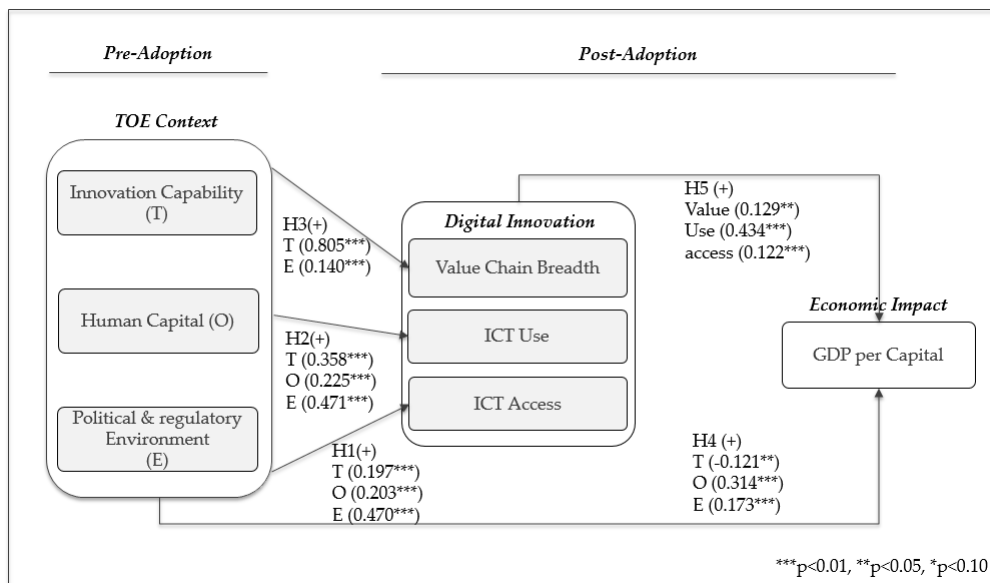 Pre-Adoption
Post-Adoption
TOE Context
Innovation Capability
(T)
Human Capital (O)
Political & regulatory
Environment
(E)
H3(+)
T (0.805***)
E (0.140***)
H2(+)
T (0.358***)
O (0.225***)
E (0.471***)
H1(+)
T (0.197***)
O (0.203***)
E (0.470***)
Digital Innovation
Value Chain Breadth
ICT Use
ICT Access
H5 (+)
Value (0.129**)
Use (0.434***)
access (0.122***)
Economic Impact
GDP per Capital
H4 (+)
T (-0.121**)
O (0.314***)
E (0.173***)
***p<0.01, **p<0.05, *p<0.10